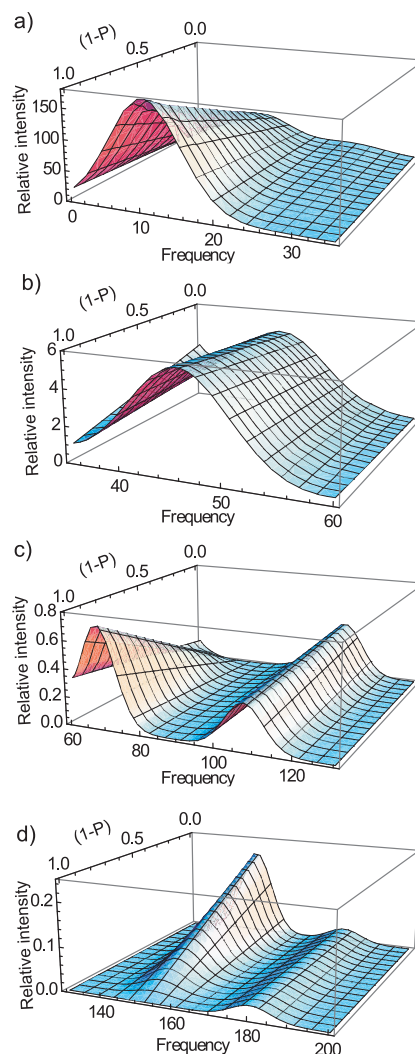 a)
(1-P)
0.0
0.5
1.0
150
100
50
0
Relative intensity
0 10 20 30
Frequency
b)
(1-P)
0.0
0.5
1.0
6
4
2
0
Relative intensity
40 50 60
Frequency
c)
(1-P)
0.0
0.5
1.0
0.8
0.6
0.4
0.2
0.0
Relative intensity
60 80 100 120
Frequency
d)
(1-P)
0.0
0.5
1.0
0.2
0.1
0.0
Relative intensity
140 160 180 200
Frequency